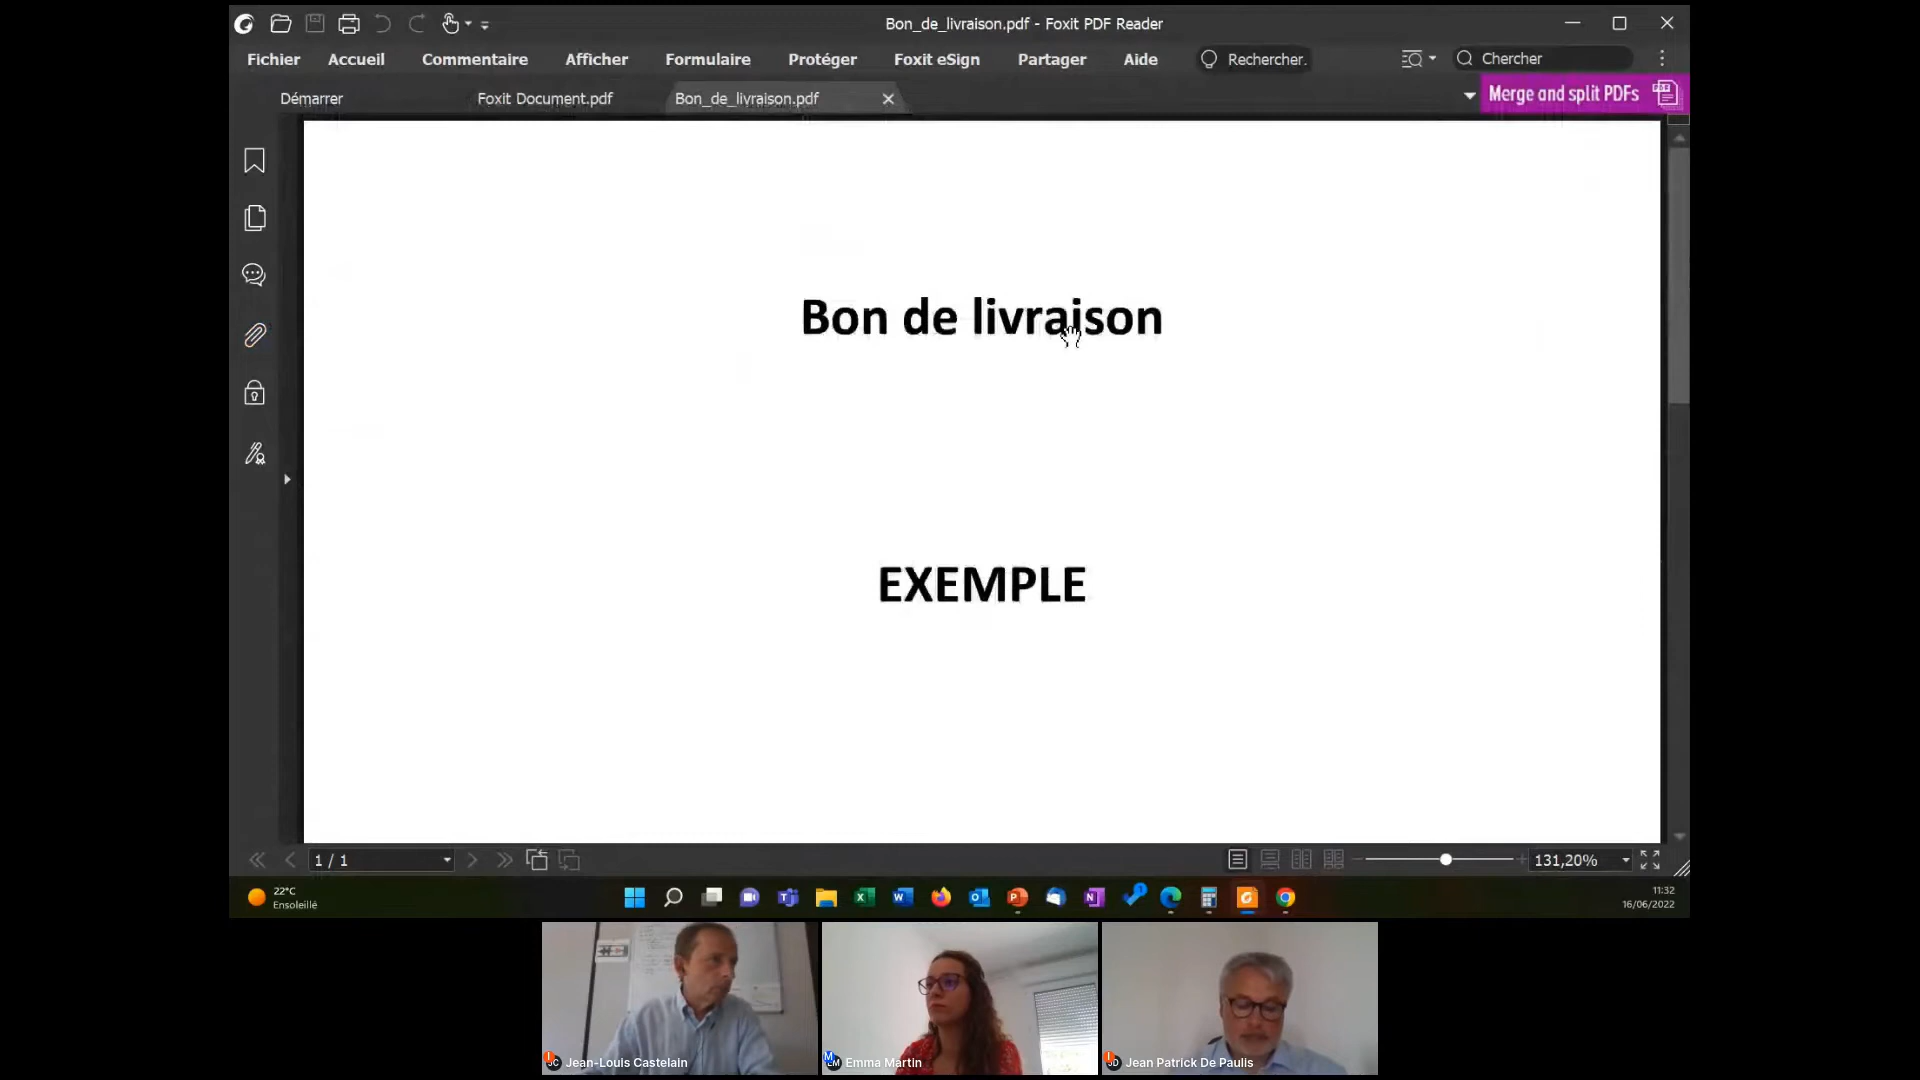 Bon_de_livraison.pdf - Foxit PDF Reader
Fichier Accueil Commentaire Afficher Formulaire Protéger Foxit eSign Partager Aide Rechercher. Chercher
Démarrer Foxit Document.pdf Bon_de_livraison.pdf Merge and split PDFs
Bon de livraison
EXEMPLE
1 / 1 131,20%
22°C
Ensoleillé
11:32
16/06/2022
Jean-Louis Castelain Emma Martin Jean Patrick De Paulis